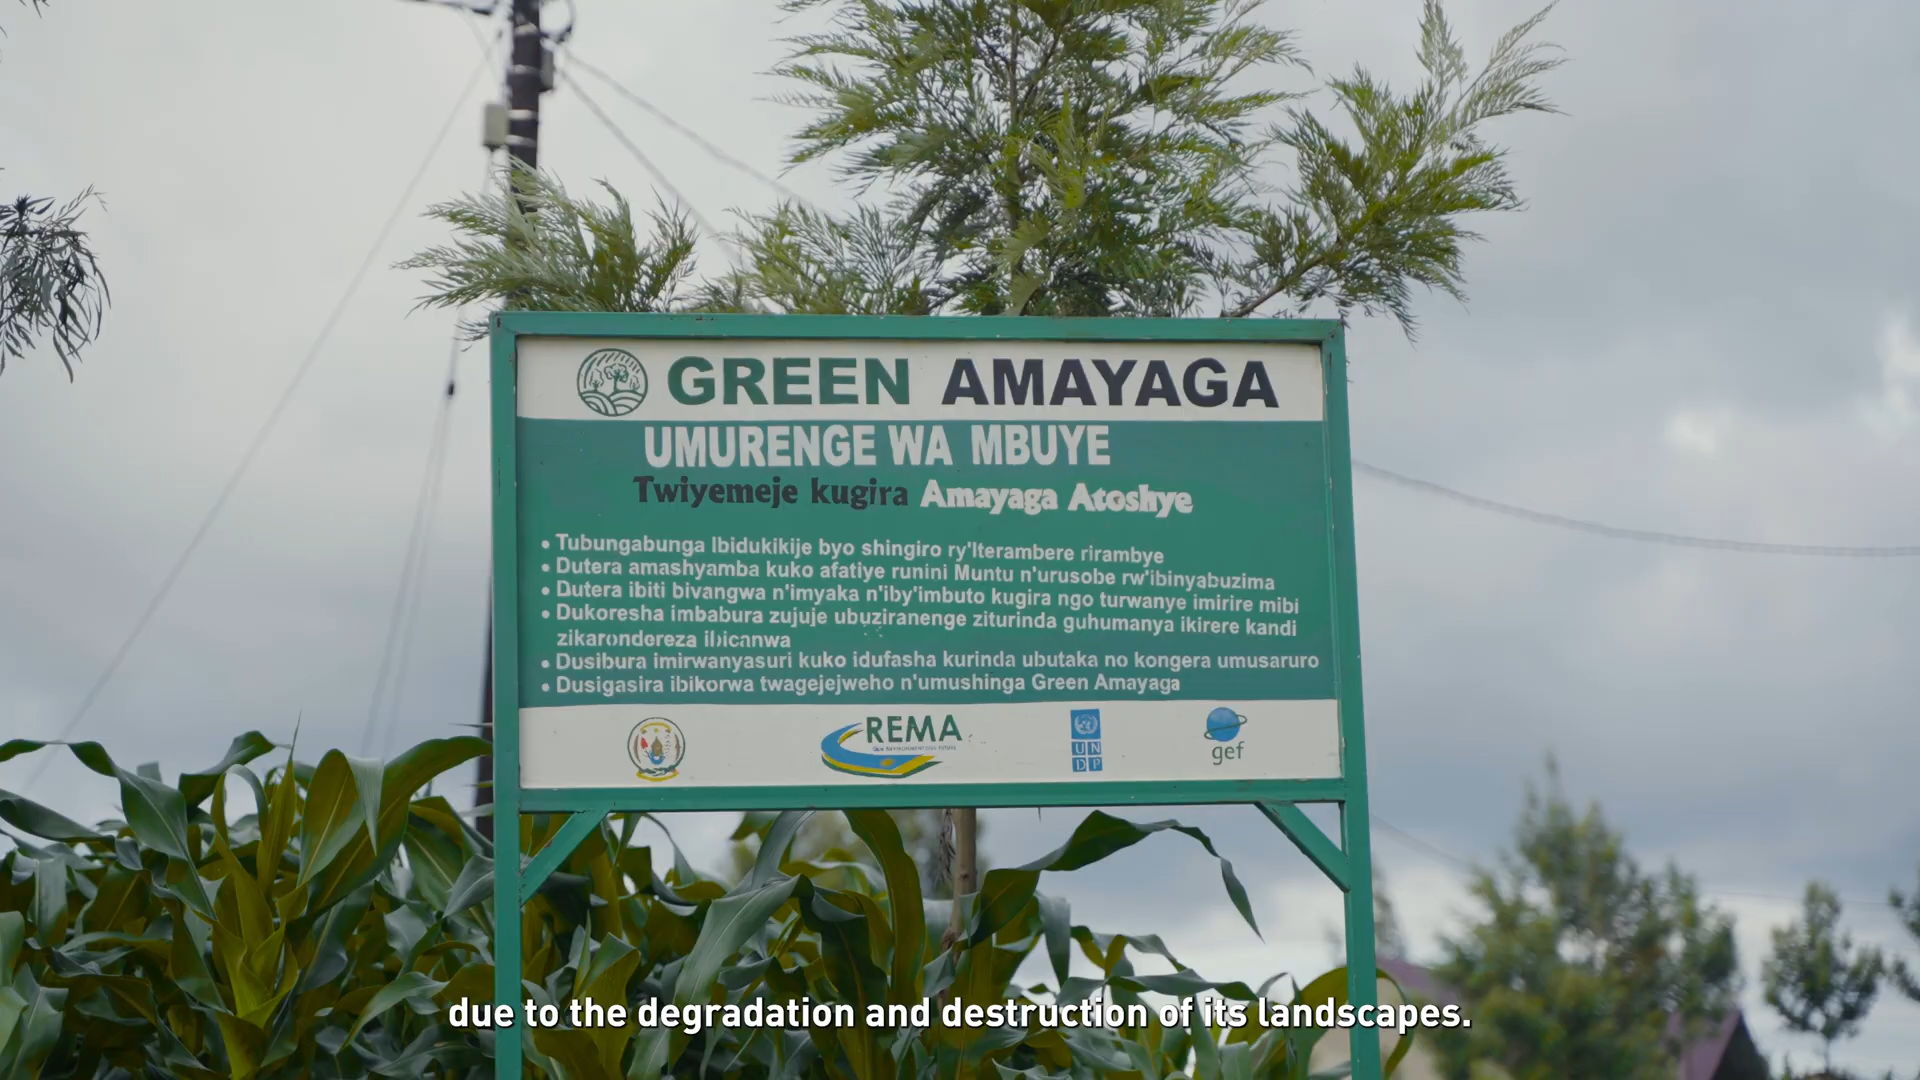 GREEN AMAYAGA
UMURENGE WA MBUYE
Twiyemeje kugira Amayaga Atoshye
• Tubungabunga Ibidukikije byo shingiro ry'Iterambere rirambye
• Dutera amashyamba kuko afatiye runini Muntu n'urusobe rw'ibinyabuzima
• Dutera ibiti bivangwa n'imyaka n'iby'imbuto kugira ngo turwanye imirire mibi
• Dukoresha imbabura zujuje ubuziranenge ziturinda guhumanya ikirere kandi
zikarondereza ibicanwa
• Dusibura imirwanyasuri kuko idufasha kurinda ubutaka no kongera umusaruro
• Dusigasira ibikorwa twagejejweho n'umushinga Green Amayaga
REMA
UN
DP
gef
due to the degradation and destruction of its landscapes.